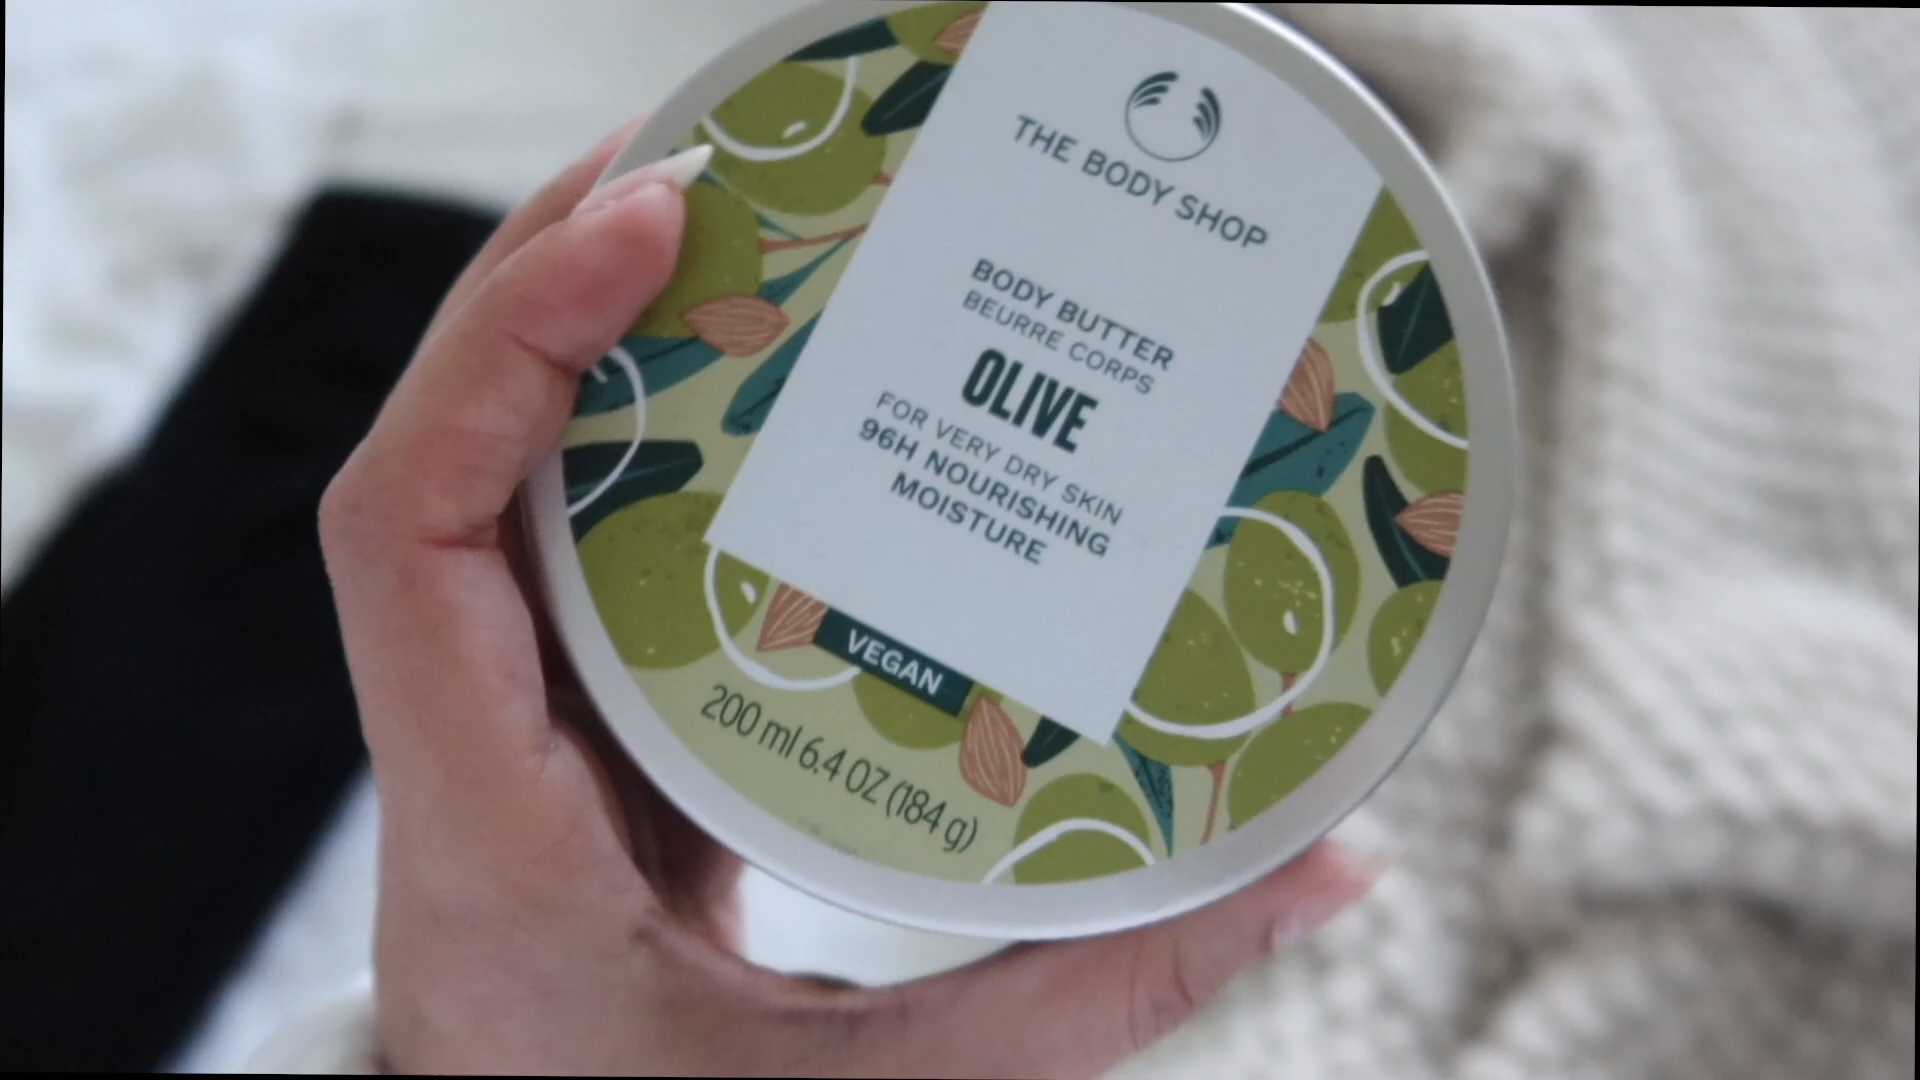 THE BODY SHOP
BODY BUTTER
BEURRE CORPS
OLIVE
FOR VERY DRY SKIN
96H NOURISHING
MOISTURE
VEGAN
200 ml 6.4 OZ (184 g)